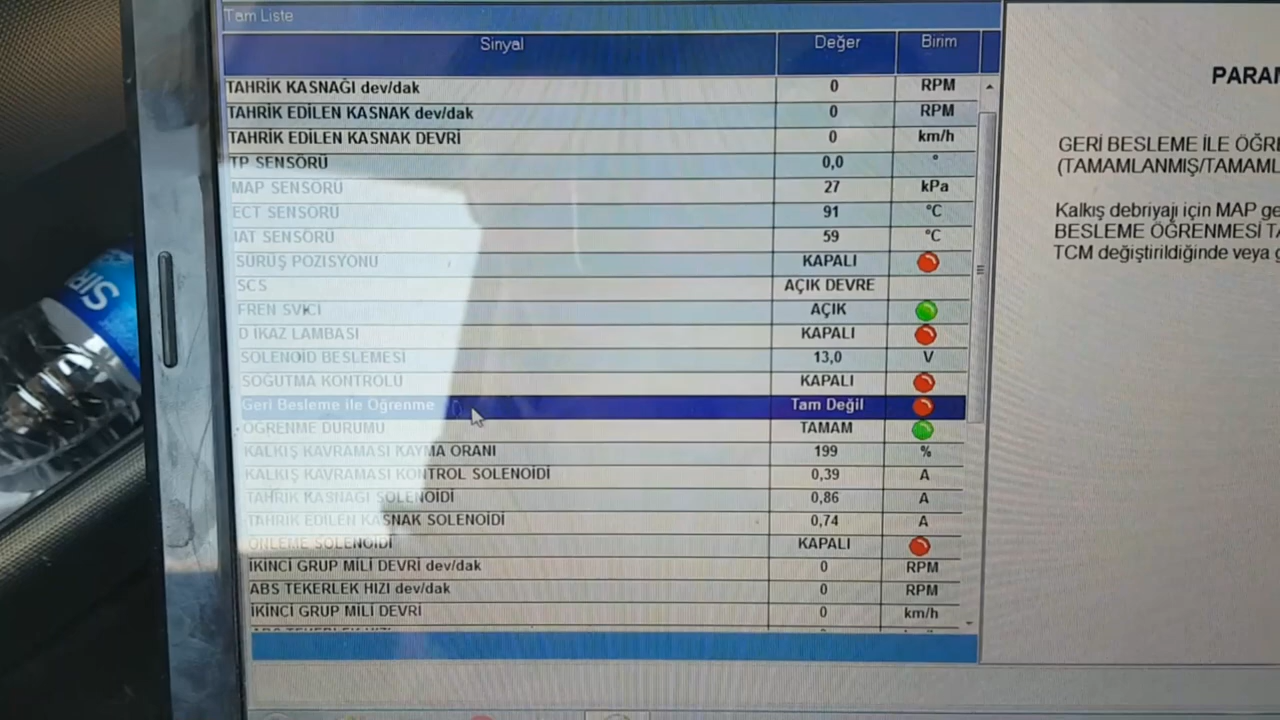 Tam Liste
Sinyal Değer Birim
TAHRİK KASNAĞI dev/dak 0 RPM
TAHRİK EDİLEN KASNAK dev/dak 0 RPM
TAHRİK EDİLEN KASNAK DEVRİ 0 km/h
TP SENSÖRÜ 0,0 °
MAP SENSÖRÜ 27 kPa
ECT SENSÖRÜ 91 °C
IAT SENSÖRÜ 59 °C
SÜRÜŞ POZİSYONU KAPALI
SCS AÇIK DEVRE
FREN SVİCİ AÇIK
D İKAZ LAMBASI KAPALI
SOLENOİD BESLEMESİ 13,0 V
SOĞUTMA KONTROLÜ KAPALI
Geri Besleme ile Öğrenme Tam Değil
ÖĞRENME DURUMU TAMAM
KALKIŞ KAVRAMASI KAYMA ORANI 199 %
KALKIŞ KAVRAMASI KONTROL SOLENOİDİ 0,39 A
TAHRİK KASNAĞI SOLENOİDİ 0,86 A
TAHRİK EDİLEN KASNAK SOLENOİDİ 0,74 A
ÖNLEME SOLENOİDİ KAPALI
İKİNCİ GRUP MİLİ DEVRİ dev/dak 0 RPM
ABS TEKERLEK HIZI dev/dak 0 RPM
İKİNCİ GRUP MİLİ DEVRİ 0 km/h
PARAM
GERİ BESLEME İLE ÖĞRE
(TAMAMLANMIŞ/TAMAML
Kalkış debriyajı için MAP ge
BESLEME ÖĞRENMESİ TA
TCM değiştirildiğinde veya g
SIR